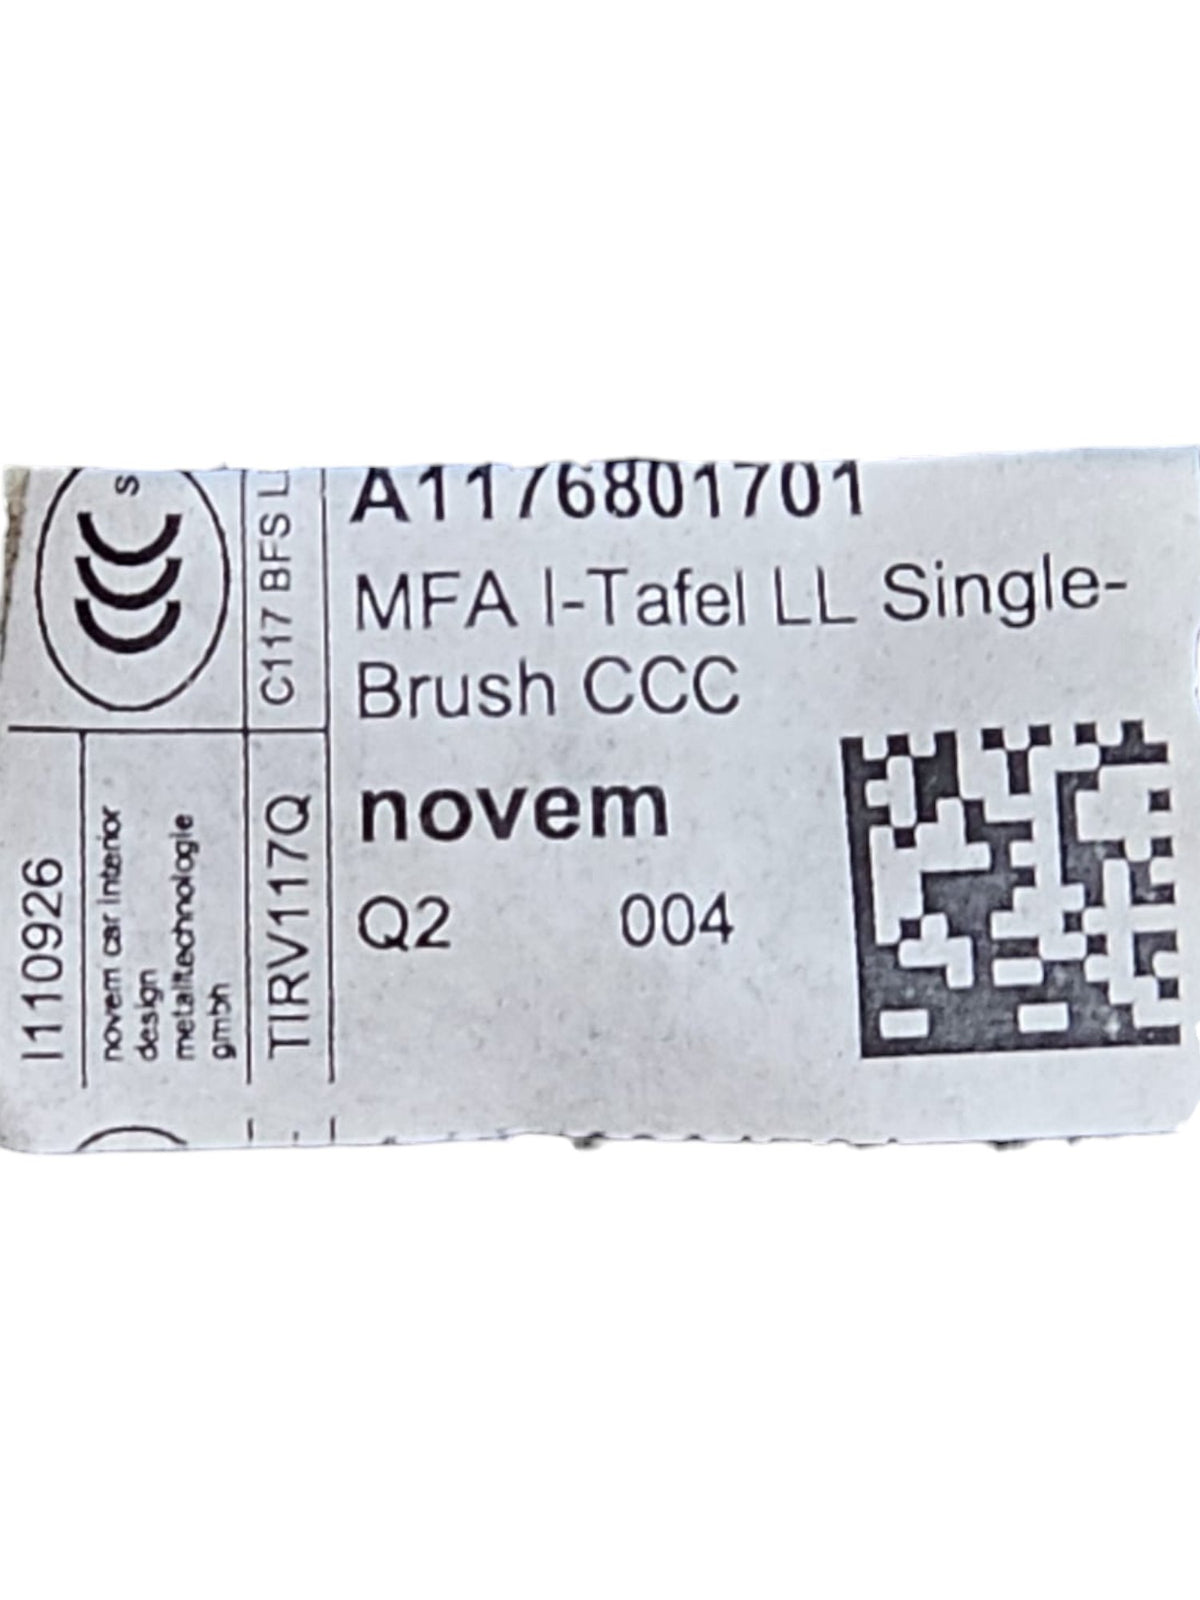 A1176801701
MFA I-Tafel LL Single-
Brush CCC
novem
Q2 004
CCC S
C117 BFS L
I110926
novem car interior
design
metalltechnologie
gmbh
TIRV117Q